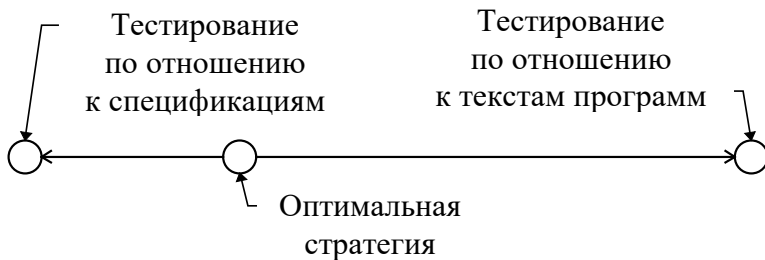 Тестирование
по отношению
к спецификациям
Тестирование
по отношению
к текстам программ
Оптимальная
стратегия